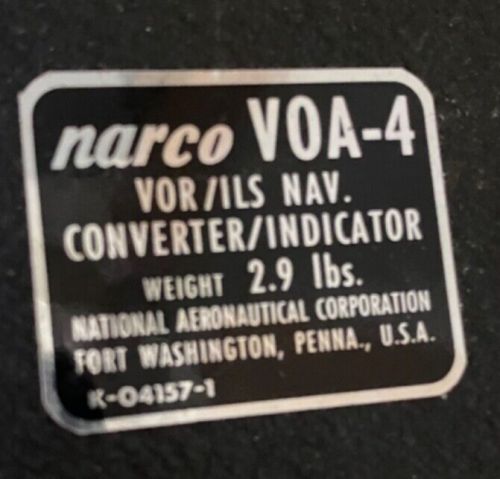 narco VOA-4
VOR/ILS NAV.
CONVERTER/INDICATOR
WEIGHT 2.9 lbs.
NATIONAL AERONAUTICAL CORPORATION
FORT WASHINGTON, PENNA., U.S.A.
K-04157-1